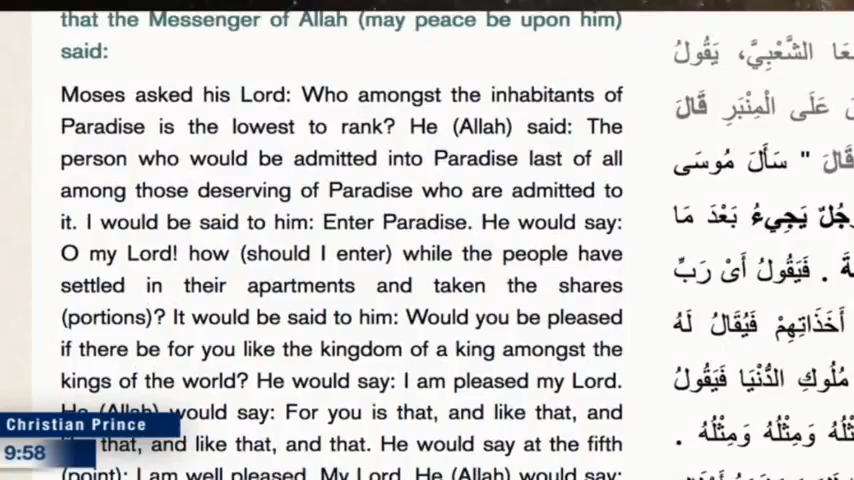 that the Messenger of Allah (may peace be upon him)
said:
Moses asked his Lord: Who amongst the inhabitants of
Paradise is the lowest to rank? He (Allah) said: The
person who would be admitted into Paradise last of all
among those deserving of Paradise who are admitted to
it. I would be said to him: Enter Paradise. He would say:
O my Lord! how (should I enter) while the people have
settled in their apartments and taken the shares
(portions)? It would be said to him: Would you be pleased
if there be for you like the kingdom of a king amongst the
kings of the world? He would say: I am pleased my Lord.
He (Allah) would say: For you is that, and like that, and
that, and like that, and that. He would say at the fifth
(point): I am well pleased. My Lord. He (Allah) would say:
الشَّعْبِيَّ، يَقُولُ
عَلَى الْمِنْبَرِ قَالَ
قَالَ " سَأَلَ مُوسَى
رَجُلٌ يَجِيءُ بَعْدَ مَا
. فَيَقُولُ أَىْ رَبِّ
أَخَذَاتِهِمْ فَيُقَالُ لَهُ
مُلُوكِ الدُّنْيَا فَيَقُولُ
وَمِثْلُهُ وَمِثْلُهُ .
Christian Prince
9:58